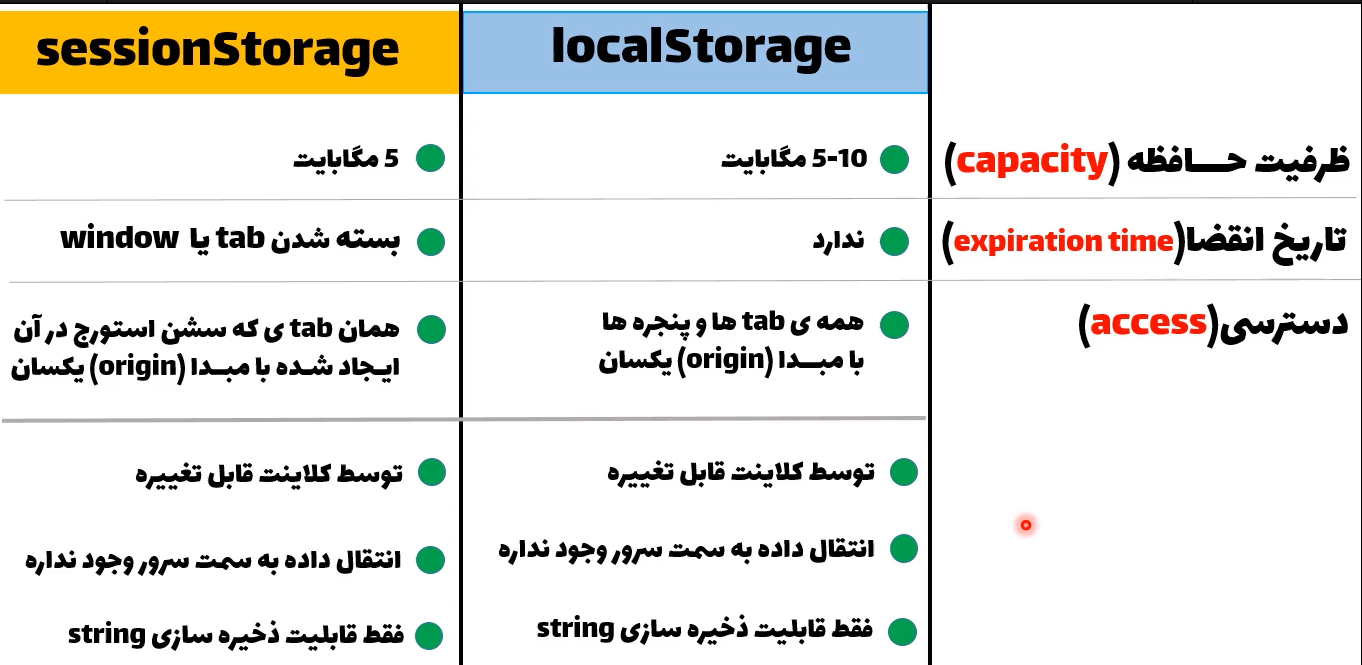 localStorage
sessionStorage
ظرفیت حــــافظه (capacity)
5-10 مگابایت
5 مگابایت
تاریخ انقضا(expiration time)
ندارد
بسته شدن tab یا window
دسترسی(access)
همه ی tab ها و پنجره ها
با مبــدا (origin) یکسان
همان tab ی که سشن استورج در آن
ایـجاد شـده با مبـدا (origin) یکسان
توسط کلاینت قابل تغییره
توسط کلاینت قابل تغییره
انتقال داده به سمت سرور وجود نداره
انتقال داده به سمت سرور وجود نداره
فقط قابلیت ذخیره سازی string
فقط قابلیت ذخیره سازی string